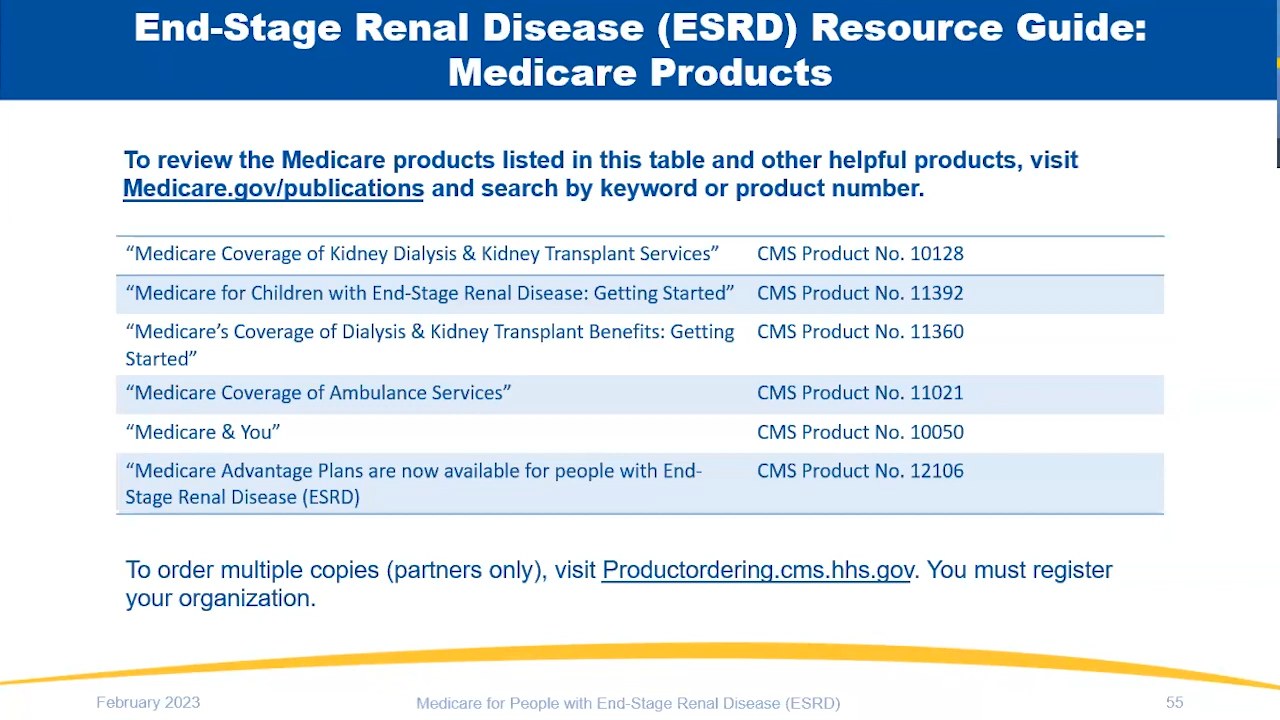 End-Stage Renal Disease (ESRD) Resource Guide:
Medicare Products
To review the Medicare products listed in this table and other helpful products, visit
Medicare.gov/publications and search by keyword or product number.
“Medicare Coverage of Kidney Dialysis & Kidney Transplant Services” CMS Product No. 10128
“Medicare for Children with End-Stage Renal Disease: Getting Started” CMS Product No. 11392
“Medicare’s Coverage of Dialysis & Kidney Transplant Benefits: Getting CMS Product No. 11360
Started”
“Medicare Coverage of Ambulance Services” CMS Product No. 11021
“Medicare & You” CMS Product No. 10050
“Medicare Advantage Plans are now available for people with End- CMS Product No. 12106
Stage Renal Disease (ESRD)
To order multiple copies (partners only), visit Productordering.cms.hhs.gov. You must register
your organization.
February 2023 Medicare for People with End-Stage Renal Disease (ESRD) 55